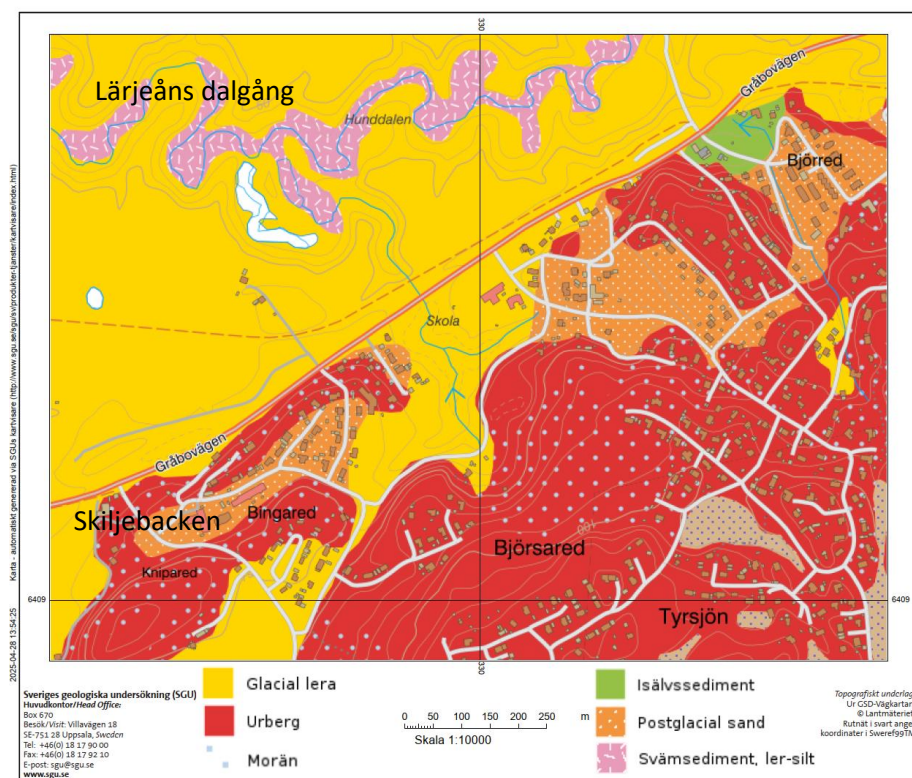 330
Lärjeåns dalgång
Hunddalen
Gråbovägen
Björred
Skola
Gråbovägen
Skiljebacken
Bingared
Knipared
Björsared
160
Tyrsjön
6409
6409
330
Karta - automatiskt genererad via SGUs kartvisare (http://www.sgu.se/sgu/sv/produkter-tjanster/kartvisare/index.html)
2025-04-28 13:54:25
Sveriges geologiska undersökning (SGU)
Huvudkontor/Head Office:
Box 670
Besök/Visit: Villavägen 18
SE-751 28 Uppsala, Sweden
Tel: +46(0) 18 17 90 00
Fax: +46(0) 18 17 92 10
E-post: sgu@sgu.se
www.sgu.se
Glacial lera
Urberg
Morän
0 50 100 150 200 250 m
Skala 1:10000
Isälvssediment
Postglacial sand
Svämsediment, ler-silt
Topografiskt underlag
Ur GSD-Vägkartan
© Lantmäteriet
Rutnät i svart anger
koordinater i Sweref99TM